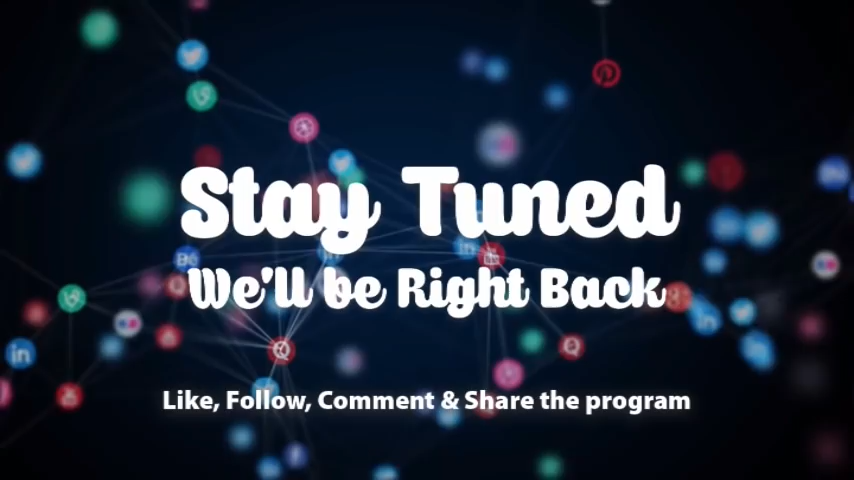 Stay Tuned
We'll be Right Back
Like, Follow, Comment & Share the program